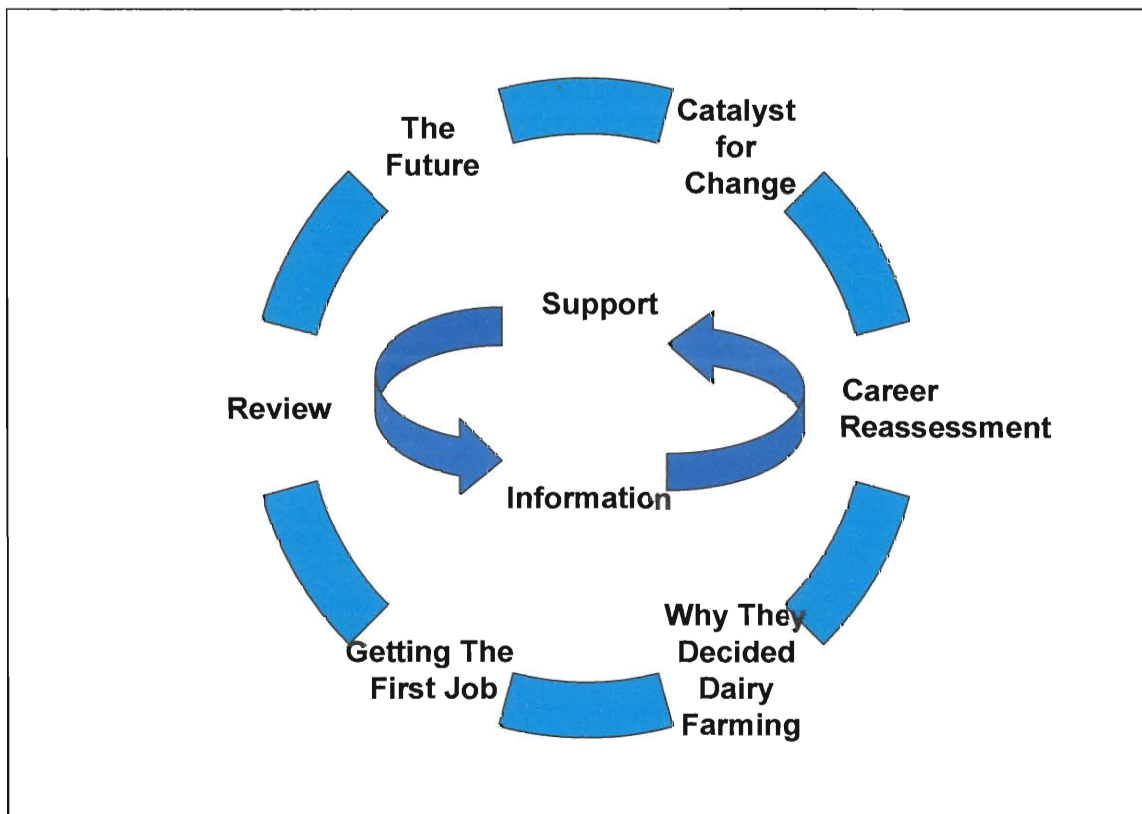 The
Future
Catalyst
for
Change
Support
Review
Career
Reassessment
Information
Getting The
First Job
Why They
Decided
Dairy
Farming